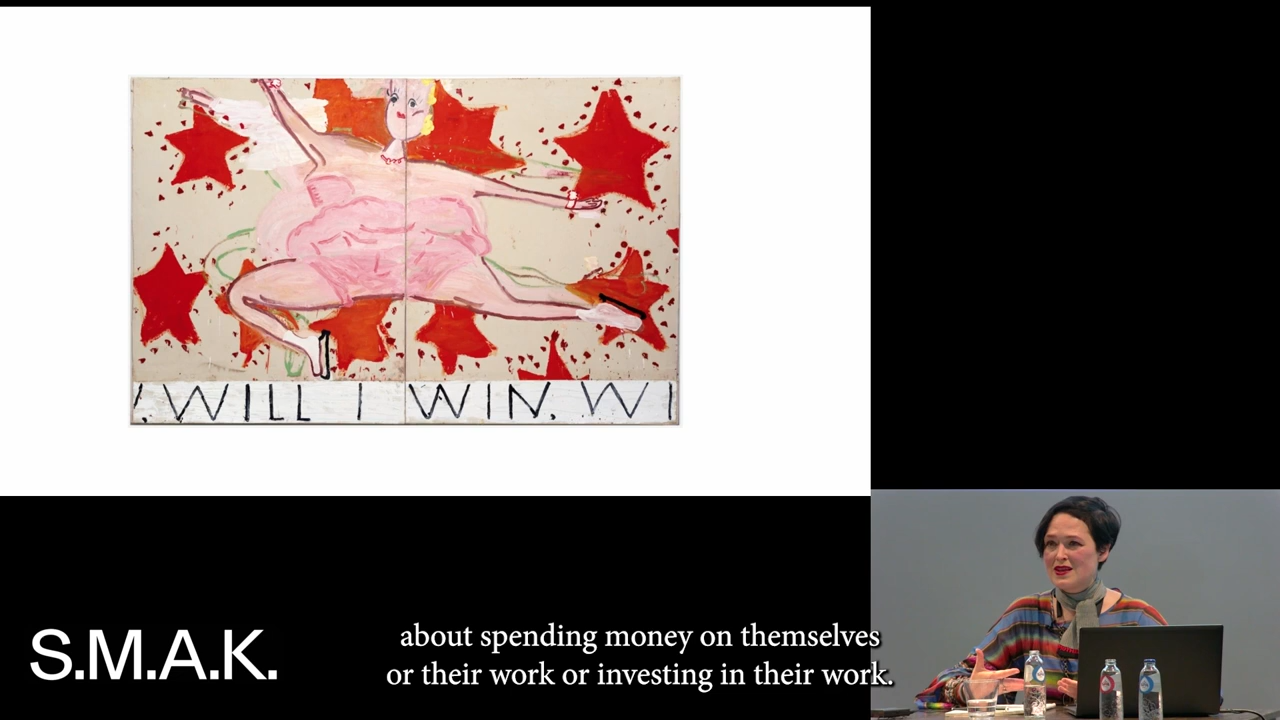 . WILL I WIN. WI
S.M.A.K.
about spending money on themselves
or their work or investing in their work.